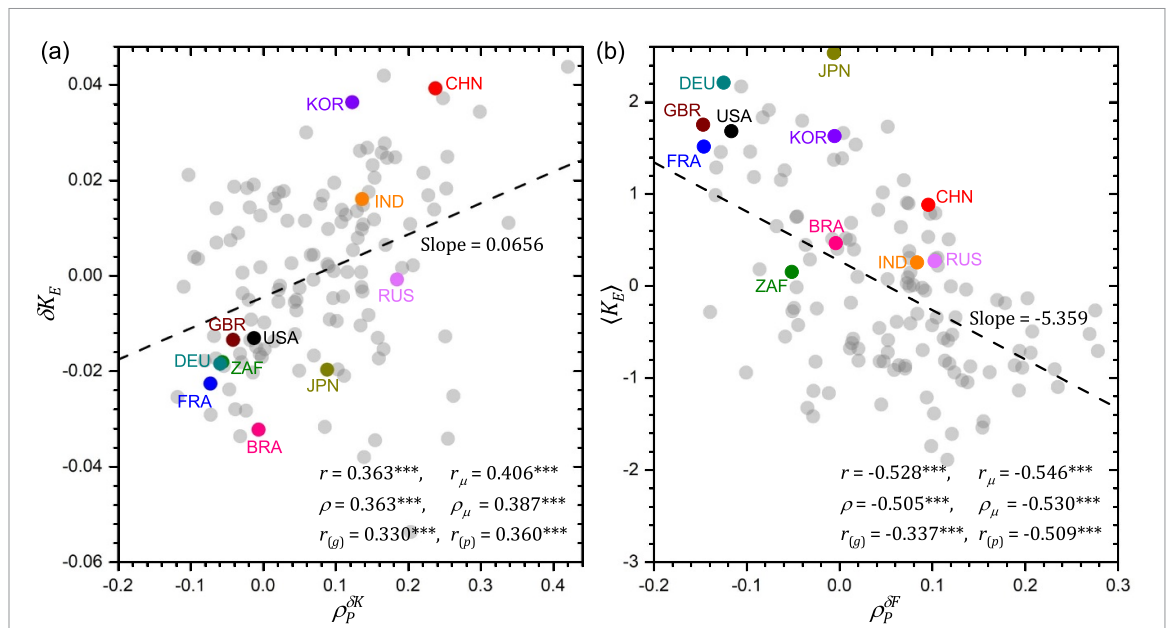 (a)
0.04
0.02
0.00
-0.02
-0.04
-0.06
δK_E
-0.2
-0.1
0.0
0.1
0.2
0.3
0.4
ρ_P^δK
CHN
KOR
IND
Slope = 0.0656
RUS
GBR
USA
DEU
ZAF
JPN
FRA
BRA
r = 0.363***, r_μ = 0.406***
ρ = 0.363***, ρ_μ = 0.387***
r_(g) = 0.330***, r_(p) = 0.360***
(b)
2
1
0
-1
-2
-3
⟨K_E⟩
-0.2
-0.1
0.0
0.1
0.2
0.3
ρ_P^δF
JPN
DEU
GBR
USA
KOR
FRA
CHN
BRA
IND
RUS
ZAF
Slope = -5.359
r = -0.528***, r_μ = -0.546***
ρ = -0.505***, ρ_μ = -0.530***
r_(g) = -0.337***, r_(p) = -0.509***